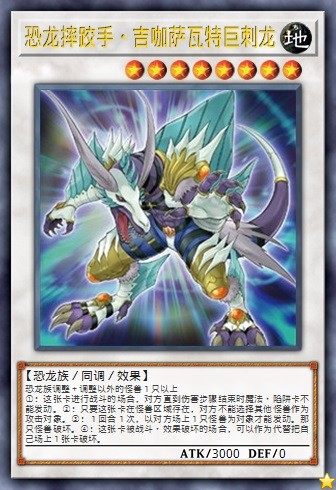 恐龙摔跤手·吉咖萨瓦特巨刺龙
地
【恐龙族/同调/效果】
恐龙族调整+调整以外的怪兽1只以上
①：这张卡进行战斗的场合，对方直到伤害步骤结束时魔法·陷阱卡不
能发动。②：只要这张卡在怪兽区域存在，对方不能选择其他怪兽作为
攻击对象。③：1回合1次，以对方场上1只怪兽为对象才能发动。那
只怪兽破坏。④：这张卡被战斗·效果破坏的场合，可以作为代替把自
己场上1张卡破坏。
ATK/3000 DEF/0